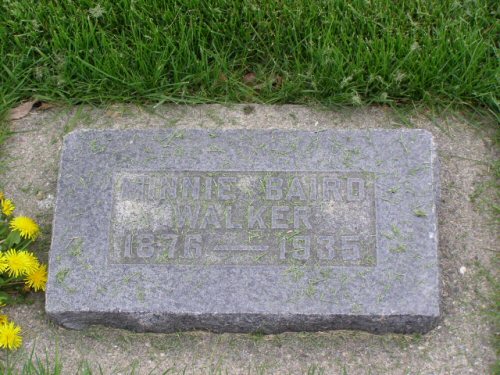 MINNIE BAIRD
WALKER
1876 — 1935